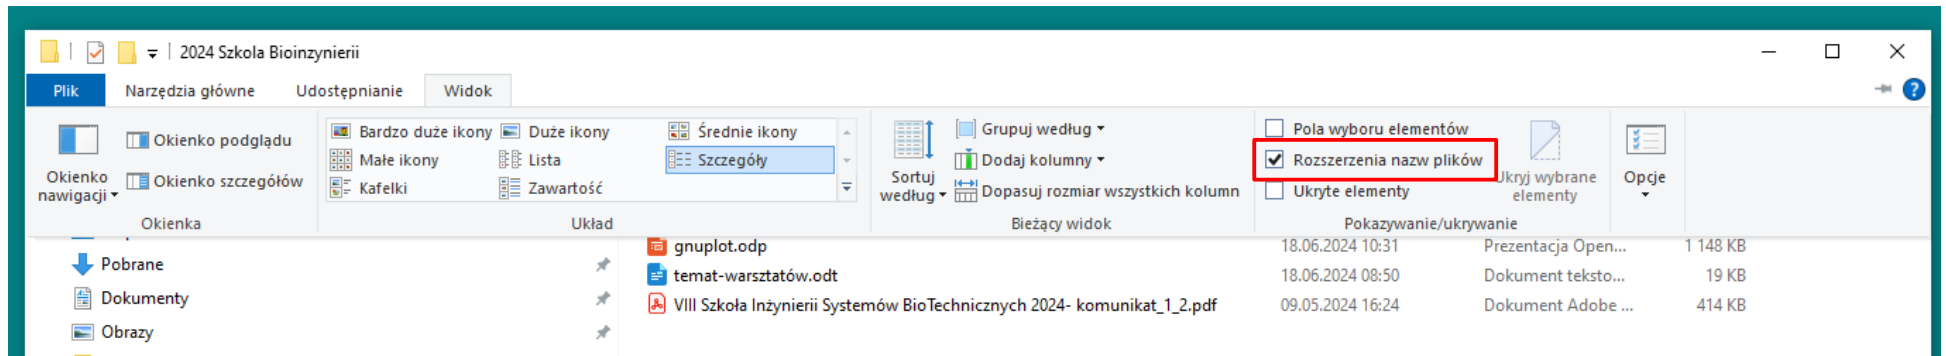 2024 Szkola Bioinzynierii
Plik Narzędzia główne Udostępnianie Widok
Okienko nawigacji
Okienko podglądu
Okienko szczegółów
Okienka
Bardzo duże ikony Duże ikony Średnie ikony
Małe ikony Lista Szczegóły
Kafelki Zawartość
Układ
Sortuj według
Grupuj według
Dodaj kolumny
Dopasuj rozmiar wszystkich kolumn
Bieżący widok
Pola wyboru elementów
Rozszerzenia nazw plików
Ukryte elementy
Ukryj wybrane elementy
Pokazywanie/ukrywanie
Opcje
Pobrane
Dokumenty
Obrazy
gnuplot.odp 18.06.2024 10:31 Prezentacja Open... 1 148 KB
temat-warsztatów.odt 18.06.2024 08:50 Dokument teksto... 19 KB
VIII Szkoła Inżynierii Systemów BioTechnicznych 2024- komunikat_1_2.pdf 09.05.2024 16:24 Dokument Adobe ... 414 KB